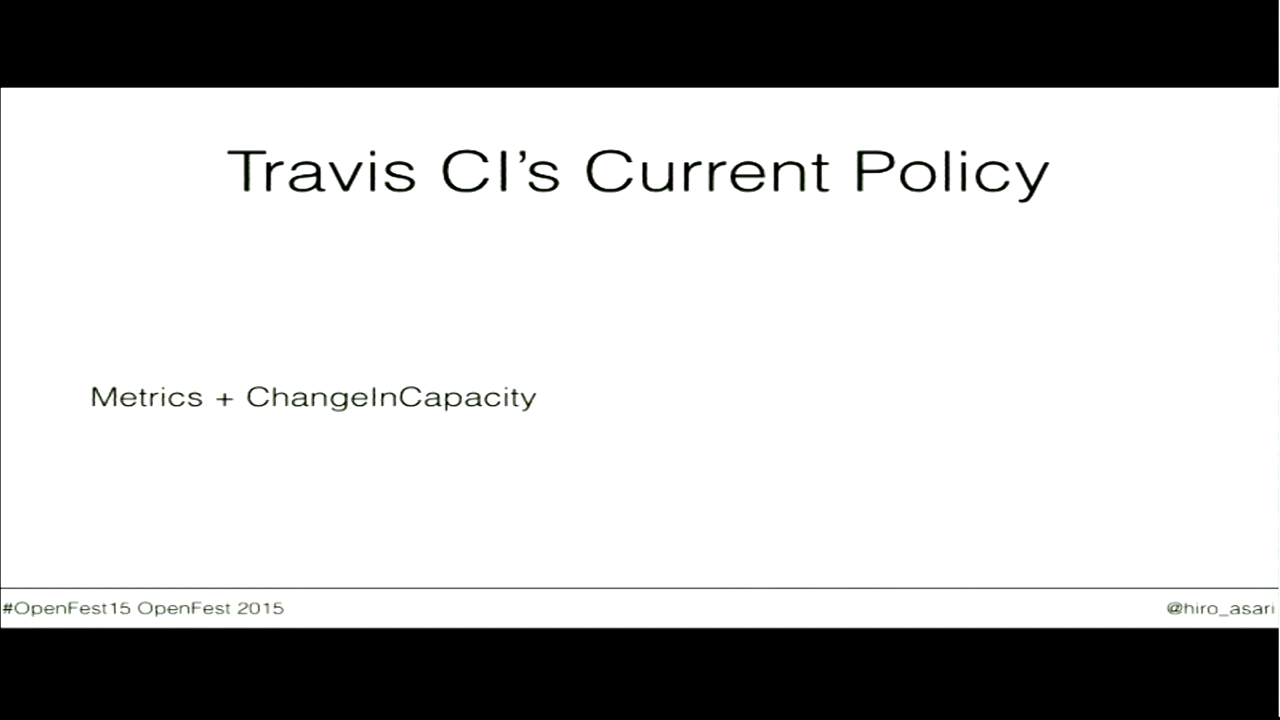 Travis CI’s Current Policy
Metrics + ChangeInCapacity
#OpenFest15 OpenFest 2015
@hiro_asari